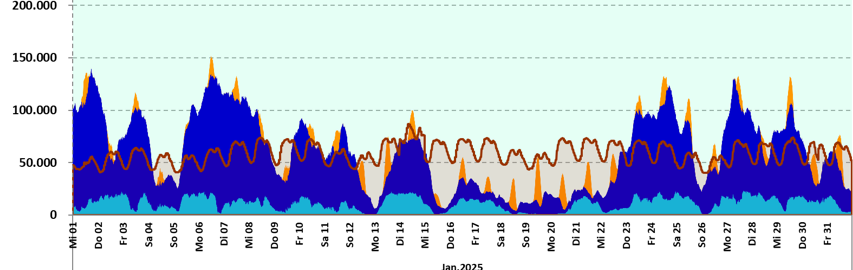 200.000
150.000
100.000
50.000
0
Mi 01
Do 02
Fr 03
Sa 04
So 05
Mo 06
Di 07
Mi 08
Do 09
Fr 10
Sa 11
So 12
Mo 13
Di 14
Mi 15
Do 16
Fr 17
Sa 18
So 19
Mo 20
Di 21
Mi 22
Do 23
Fr 24
Sa 25
So 26
Mo 27
Di 28
Mi 29
Do 30
Fr 31
Jan.2025